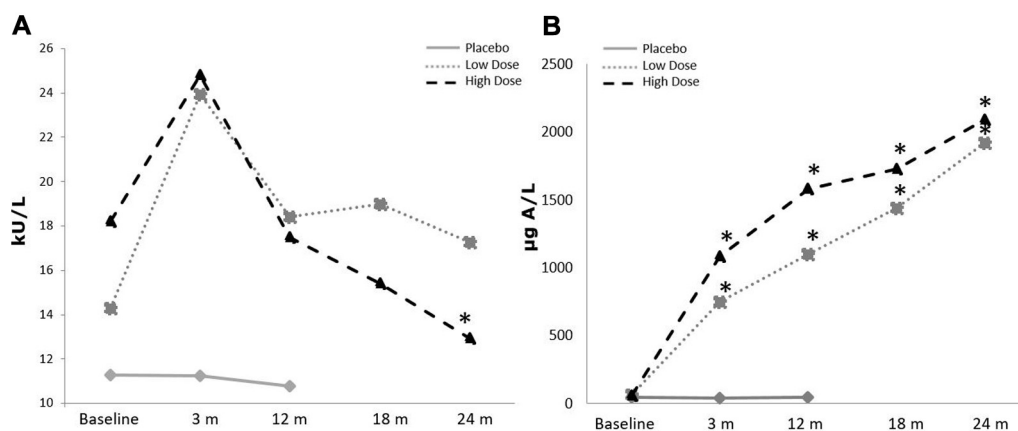 A
kU/L
26
24
22
20
18
16
14
12
10
Baseline
3 m
12 m
18 m
24 m
Placebo
Low Dose
High Dose
*
B
µg A/L
2500
2000
1500
1000
500
0
Baseline
3 m
12 m
18 m
24 m
Placebo
Low Dose
High Dose
*
*
*
*
*
*
*
*